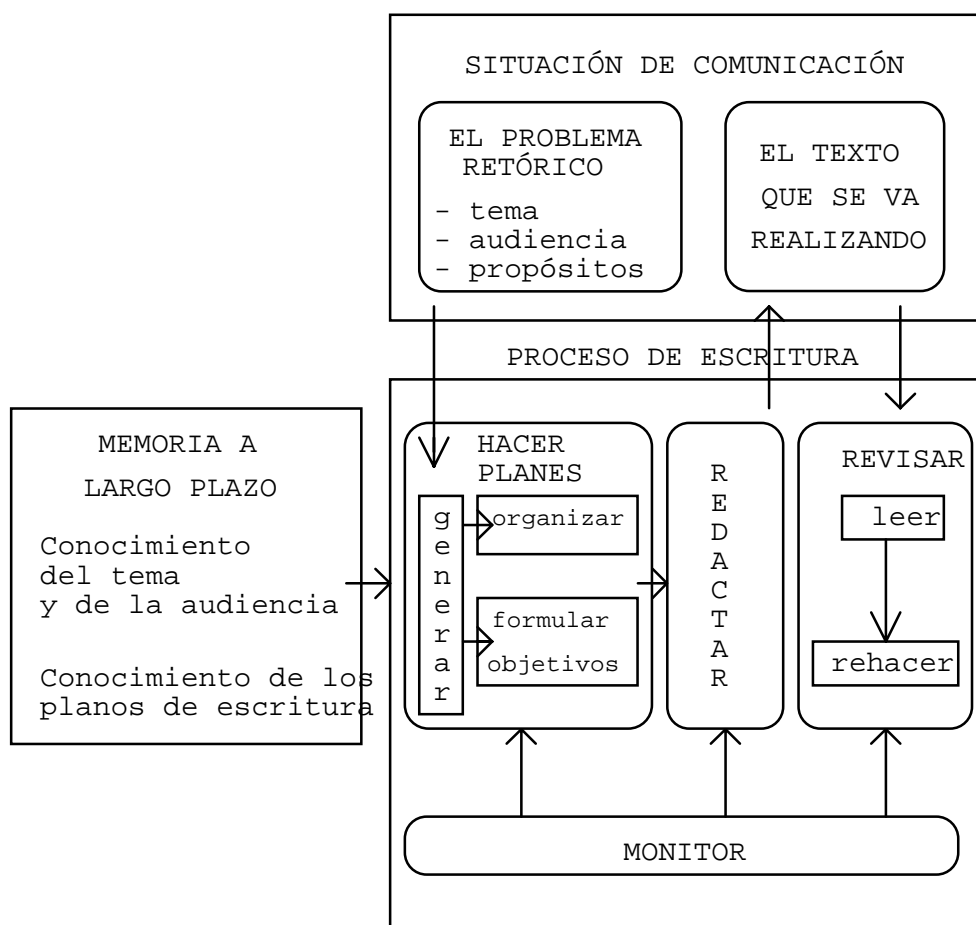 SITUACIÓN DE COMUNICACIÓN
EL PROBLEMA
RETÓRICO
- tema
- audiencia
- propósitos
EL TEXTO
QUE SE VA
REALIZANDO
PROCESO DE ESCRITURA
MEMORIA A
LARGO PLAZO
Conocimiento
del tema
y de la audiencia
Conocimiento de los
planos de escritura
HACER
PLANES
generar
organizar
formular
objetivos
REDACTAR
REVISAR
leer
rehacer
MONITOR